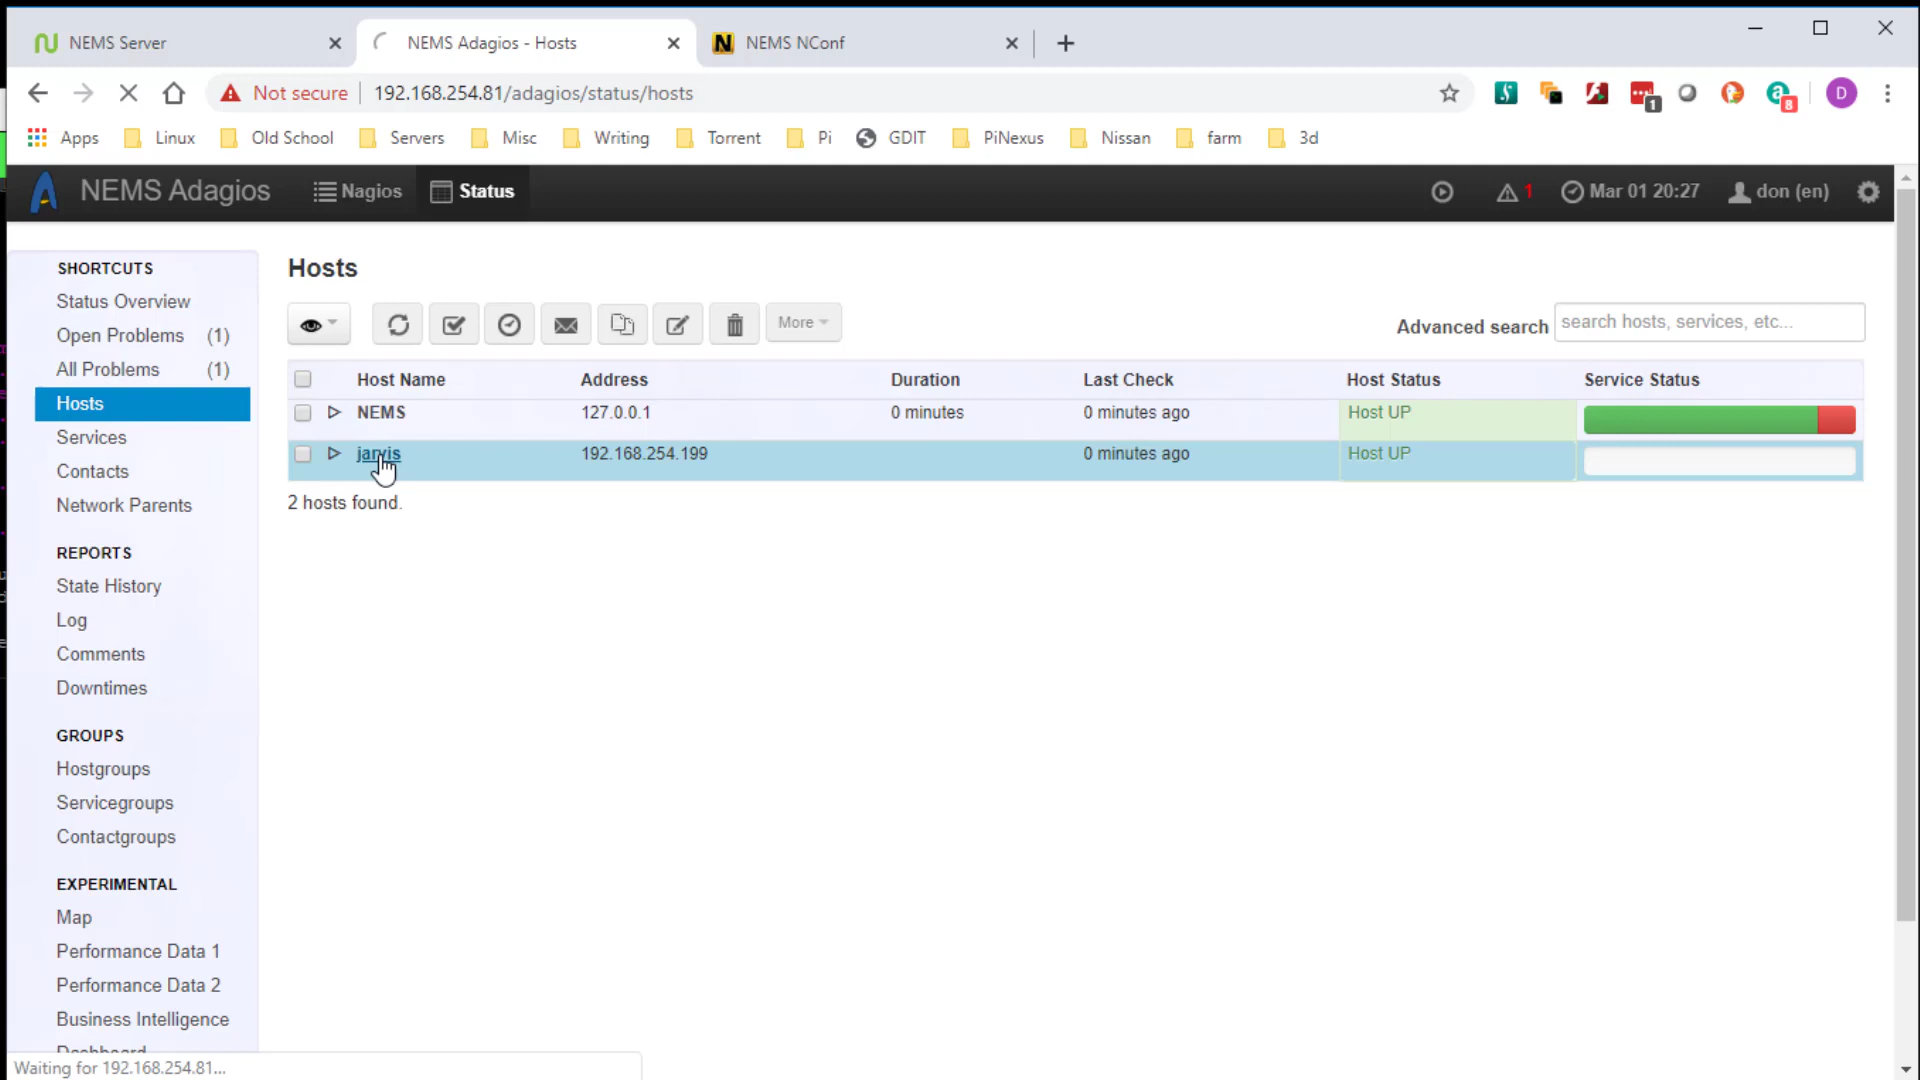 NEMS Server
NEMS Adagios - Hosts
NEMS NConf
Not secure
192.168.254.81/adagios/status/hosts
1
8
D
Apps
Linux
Old School
Servers
Misc
Writing
Torrent
Pi
GDIT
PiNexus
Nissan
farm
3d
NEMS Adagios
Nagios
Status
1
Mar 01 20:27
don (en)
SHORTCUTS
Status Overview
Open Problems (1)
All Problems (1)
Hosts
Services
Contacts
Network Parents
REPORTS
State History
Log
Comments
Downtimes
GROUPS
Hostgroups
Servicegroups
Contactgroups
EXPERIMENTAL
Map
Performance Data 1
Performance Data 2
Business Intelligence
Dashboard
Hosts
More
Advanced search
search hosts, services, etc...
Host Name Address Duration Last Check Host Status Service Status
NEMS 127.0.0.1 0 minutes 0 minutes ago Host UP
jarvis 192.168.254.199 0 minutes ago Host UP
2 hosts found.
Waiting for 192.168.254.81...